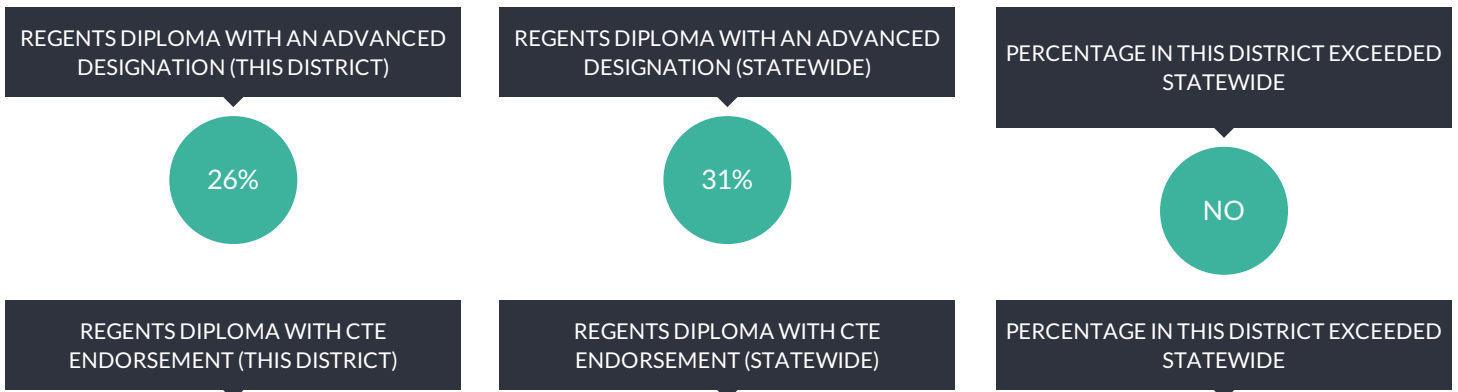 REGENTS DIPLOMA WITH AN ADVANCED
DESIGNATION (THIS DISTRICT)
26%
REGENTS DIPLOMA WITH AN ADVANCED
DESIGNATION (STATEWIDE)
31%
PERCENTAGE IN THIS DISTRICT EXCEEDED
STATEWIDE
NO
REGENTS DIPLOMA WITH CTE
ENDORSEMENT (THIS DISTRICT)
REGENTS DIPLOMA WITH CTE
ENDORSEMENT (STATEWIDE)
PERCENTAGE IN THIS DISTRICT EXCEEDED
STATEWIDE